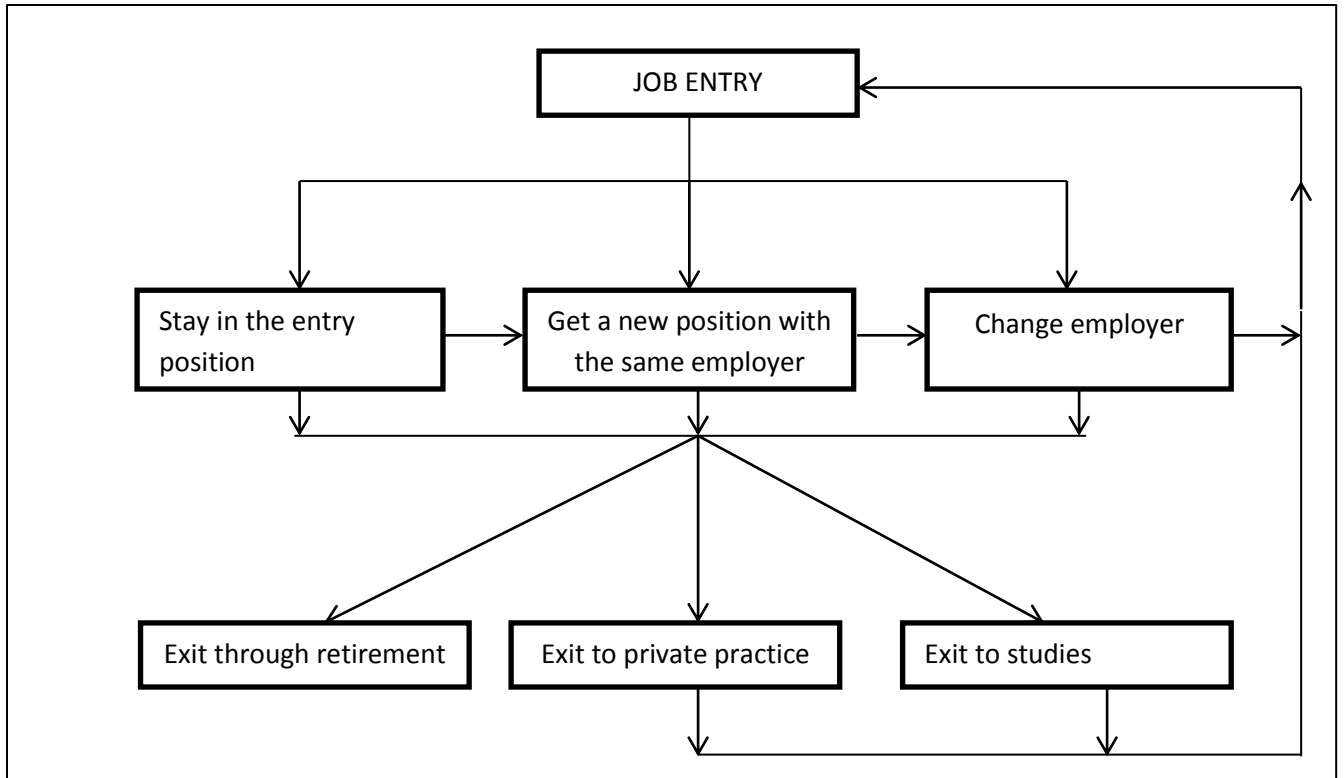 JOB ENTRY
Stay in the entry
position
Get a new position with
the same employer
Change employer
Exit through retirement
Exit to private practice
Exit to studies